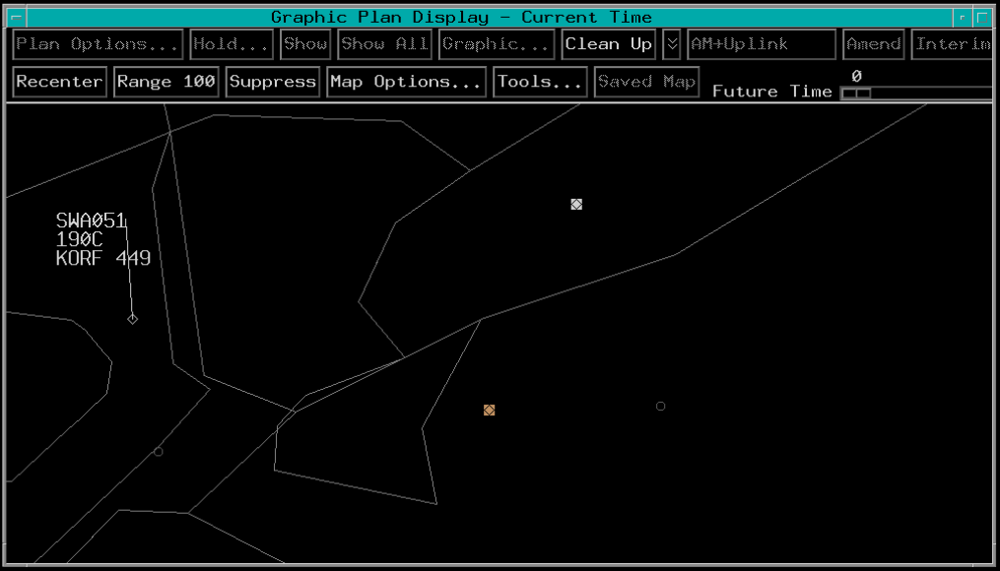 Graphic Plan Display - Current Time
Plan Options... Hold... Show Show All Graphic... Clean Up AM+Uplink Amend Interim
Recenter Range 100 Suppress Map Options... Tools... Saved Map Future Time 0
SWA051
190C
KORF 449